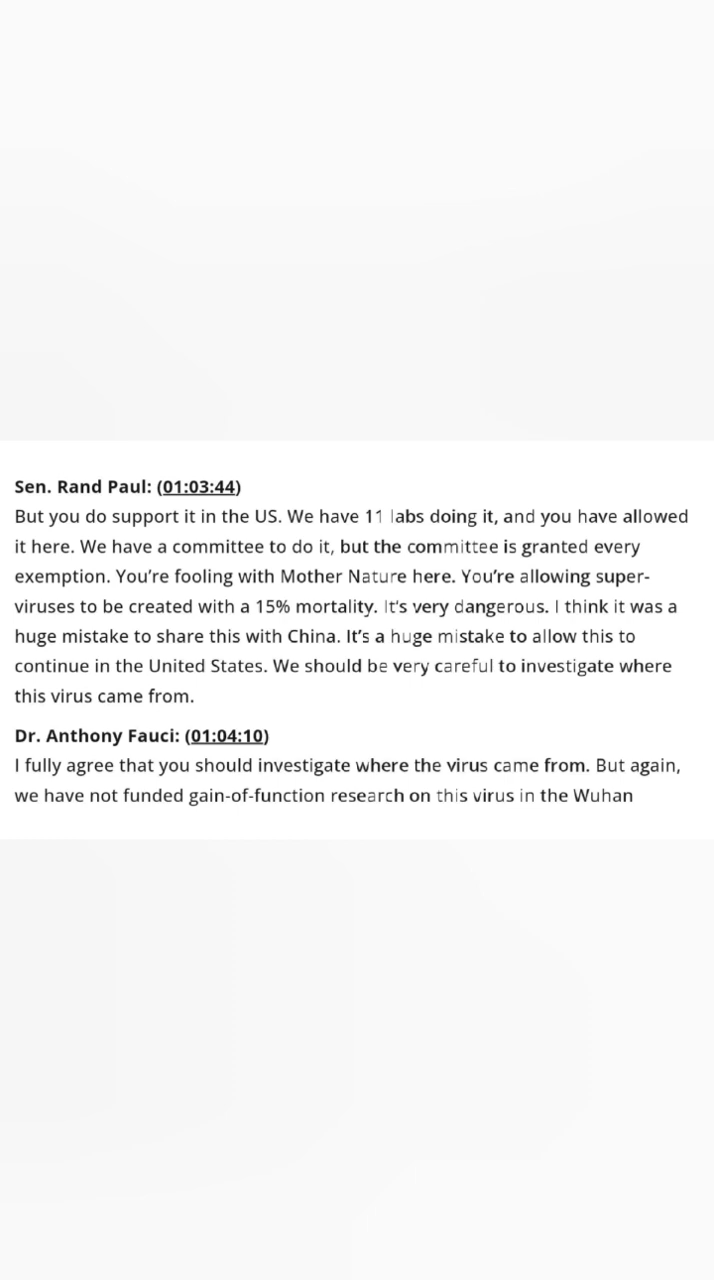 Sen. Rand Paul: (01:03:44)
But you do support it in the US. We have 11 labs doing it, and you have allowed
it here. We have a committee to do it, but the committee is granted every
exemption. You’re fooling with Mother Nature here. You’re allowing super-
viruses to be created with a 15% mortality. It’s very dangerous. I think it was a
huge mistake to share this with China. It’s a huge mistake to allow this to
continue in the United States. We should be very careful to investigate where
this virus came from.
Dr. Anthony Fauci: (01:04:10)
I fully agree that you should investigate where the virus came from. But again,
we have not funded gain-of-function research on this virus in the Wuhan